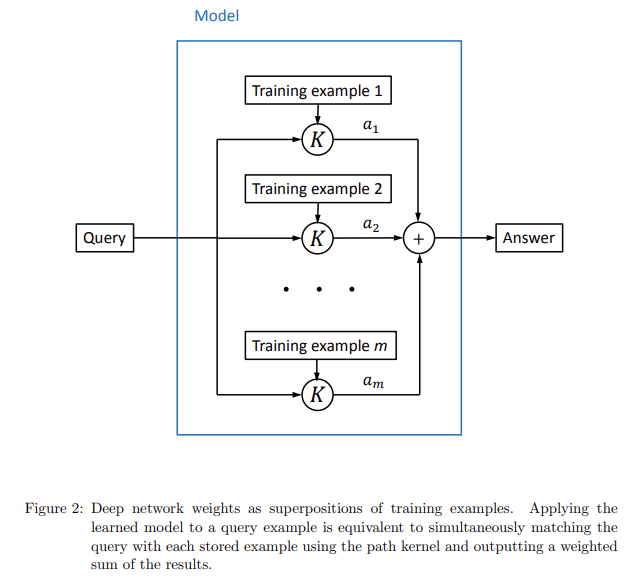 Model
Training example 1
K
a₁
Training example 2
Query
K
a₂
+
Answer
. . .
Training example m
K
aₘ
Figure 2: Deep network weights as superpositions of training examples. Applying the
learned model to a query example is equivalent to simultaneously matching the
query with each stored example using the path kernel and outputting a weighted
sum of the results.